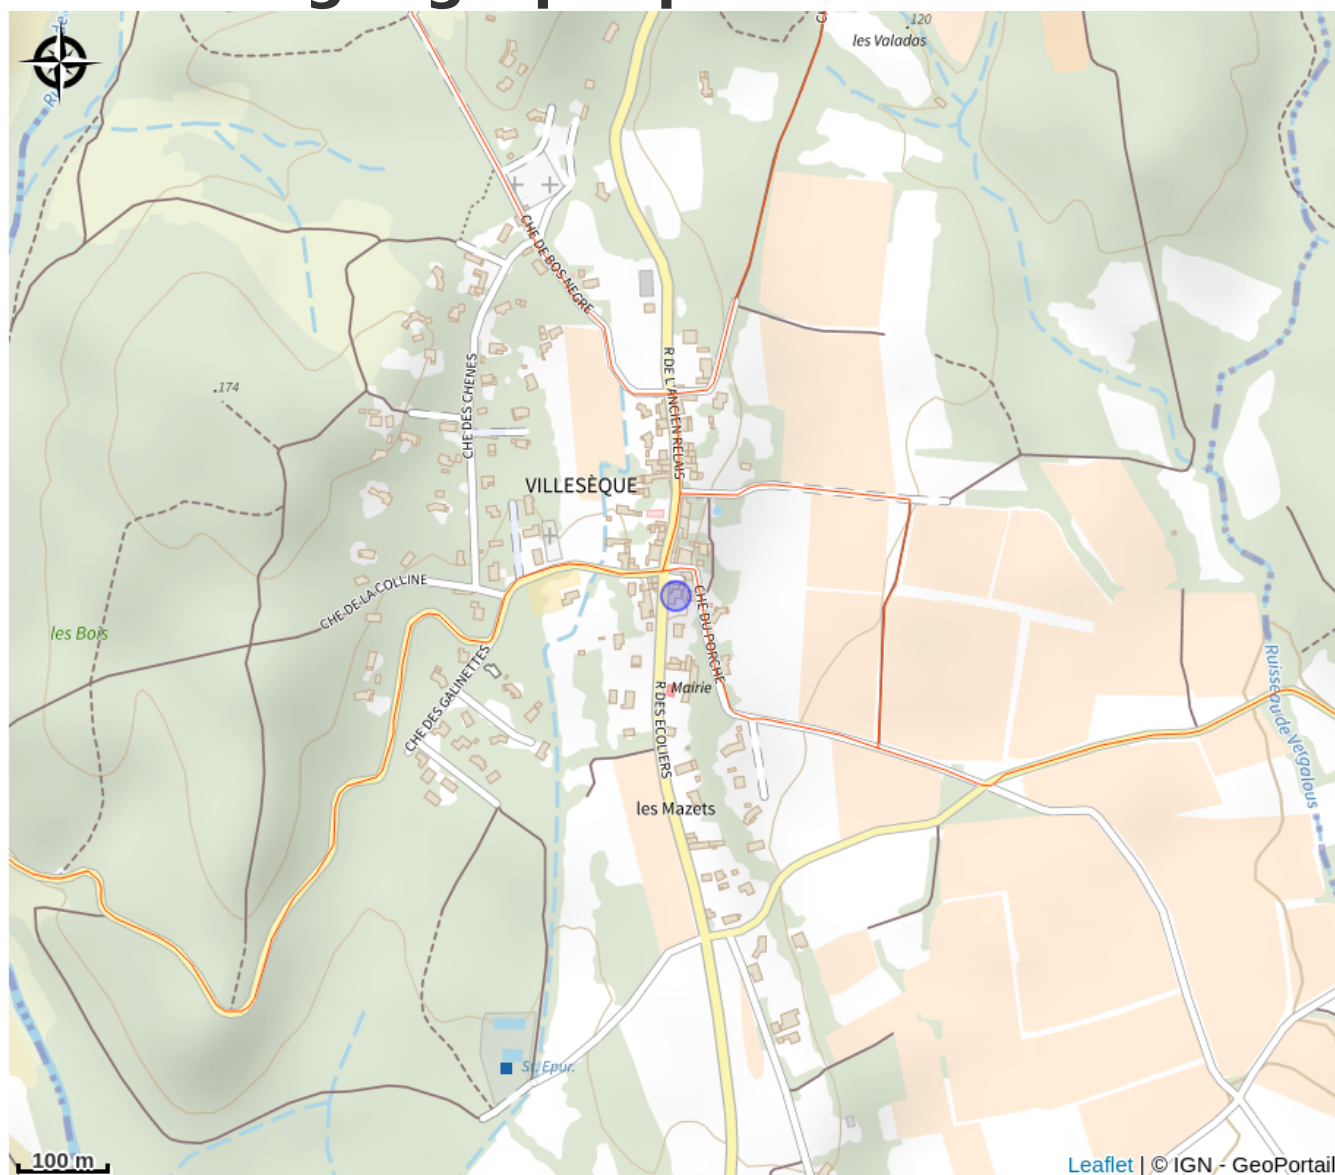 120
les Valadas
CHE DE BOS NEGRE
174
CHE DES CHENES
R DE L'ANCIEN RELAIS
VILLESÈQUE
CHE DE LA COLLINE
CHE DU PORCHE
les Bois
CHE DES GALINETTES
Mairie
R DES ECOLIERS
Ruisseau de Vergalous
les Mazets
St. Epur.
100 m
Leaflet | © IGN - GeoPortail